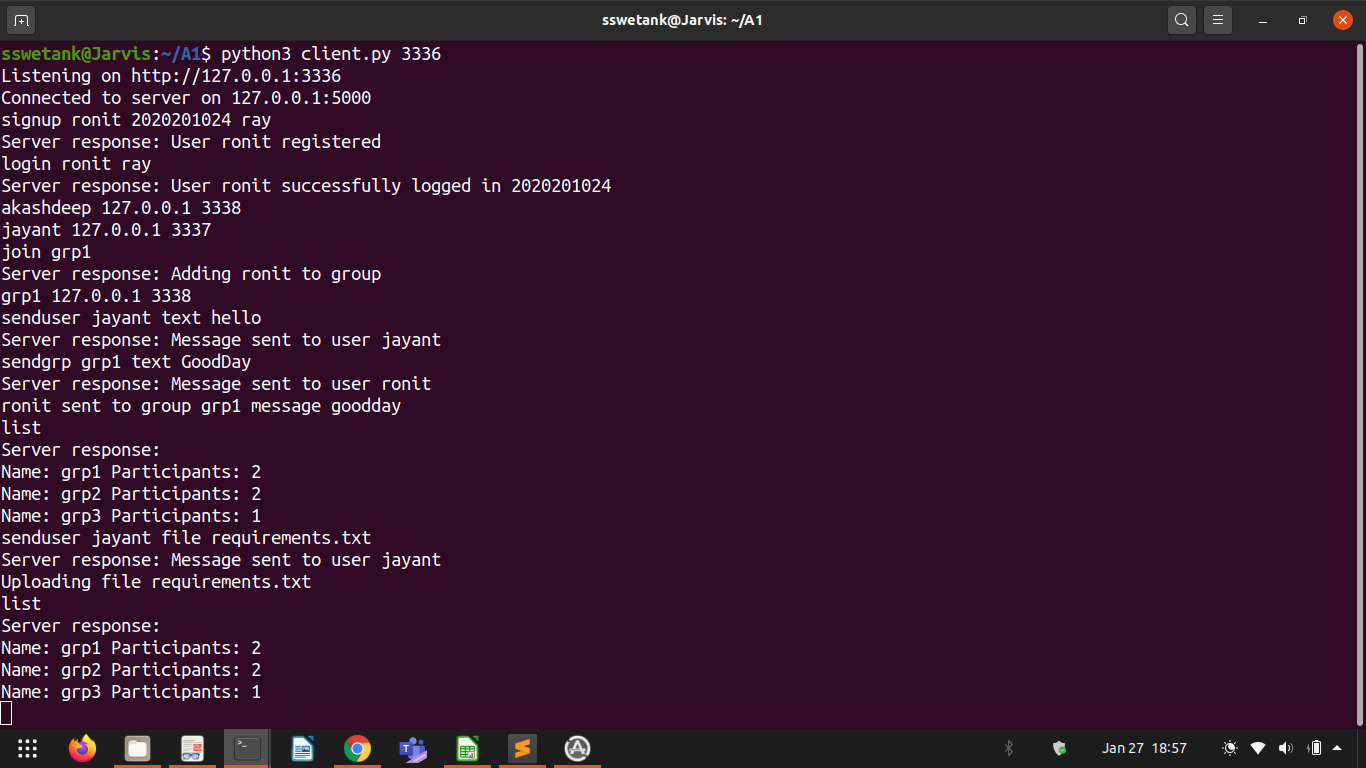 sswetank@Jarvis: ~/A1
sswetank@Jarvis:~/A1$ python3 client.py 3336
Listening on http://127.0.0.1:3336
Connected to server on 127.0.0.1:5000
signup ronit 2020201024 ray
Server response: User ronit registered
login ronit ray
Server response: User ronit successfully logged in 2020201024
akashdeep 127.0.0.1 3338
jayant 127.0.0.1 3337
join grp1
Server response: Adding ronit to group
grp1 127.0.0.1 3338
senduser jayant text hello
Server response: Message sent to user jayant
sendgrp grp1 text GoodDay
Server response: Message sent to user ronit
ronit sent to group grp1 message goodday
list
Server response:
Name: grp1 Participants: 2
Name: grp2 Participants: 2
Name: grp3 Participants: 1
senduser jayant file requirements.txt
Server response: Message sent to user jayant
Uploading file requirements.txt
list
Server response:
Name: grp1 Participants: 2
Name: grp2 Participants: 2
Name: grp3 Participants: 1
Jan 27 18:57